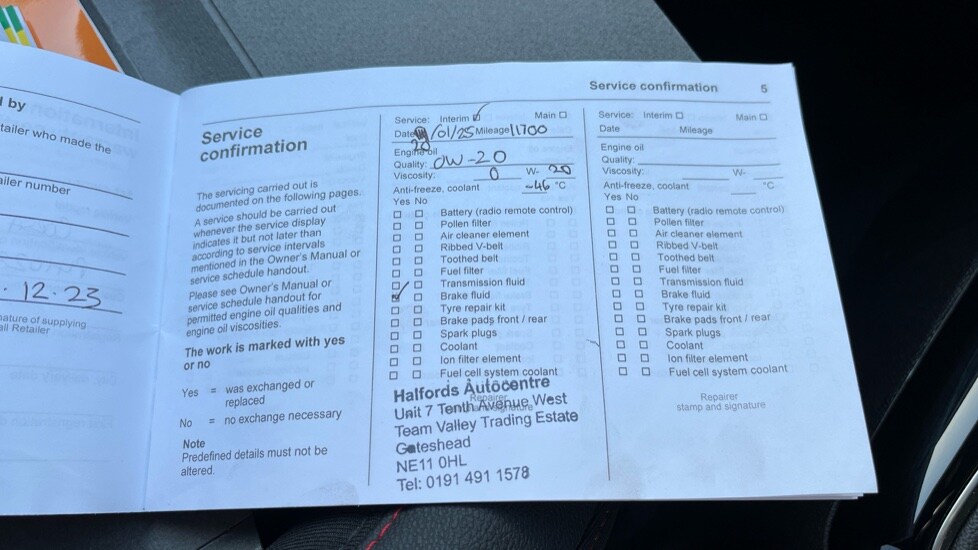 l by
tailer who made the
ailer number
. 12.23
nature of supplying
ll Retailer
Service confirmation 5
Service
confirmation
The servicing carried out is
documented on the following pages.
A service should be carried out
whenever the service display
indicates it but not later than
according to service intervals
mentioned in the Owner's Manual or
service schedule handout.
Please see Owner's Manual or
service schedule handout for
permitted engine oil qualities and
engine oil viscosities.
The work is marked with yes
or no
Yes = was exchanged or
replaced
No = no exchange necessary
Note
Predefined details must not be
altered.
Service: Interim ☑ Main ☐
Date /01/25 Mileage 11700
20
Engine oil
Quality: OW-20
Viscosity: 0 W- 20
Anti-freeze, coolant -46 °C
Yes No
☐ ☐ Battery (radio remote control)
☐ ☐ Pollen filter
☐ ☐ Air cleaner element
☐ ☐ Ribbed V-belt
☐ ☐ Toothed belt
☐ ☐ Fuel filter
☐ ☐ Transmission fluid
☑ ☐ Brake fluid
☐ ☐ Tyre repair kit
☐ ☐ Brake pads front / rear
☐ ☐ Spark plugs
☐ ☐ Coolant
☐ ☐ Ion filter element
☐ ☐ Fuel cell system coolant
Repairer
Halfords Autocentre
Unit 7 Tenth Avenue West
Team Valley Trading Estate
Gateshead
NE11 0HL
Tel: 0191 491 1578
Service: Interim ☐ Main ☐
Date Mileage
Engine oil
Quality:
Viscosity: W-
Anti-freeze, coolant °C
Yes No
☐ ☐ Battery (radio remote control)
☐ ☐ Pollen filter
☐ ☐ Air cleaner element
☐ ☐ Ribbed V-belt
☐ ☐ Toothed belt
☐ ☐ Fuel filter
☐ ☐ Transmission fluid
☐ ☐ Brake fluid
☐ ☐ Tyre repair kit
☐ ☐ Brake pads front / rear
☐ ☐ Spark plugs
☐ ☐ Coolant
☐ ☐ Ion filter element
☐ ☐ Fuel cell system coolant
Repairer
stamp and signature